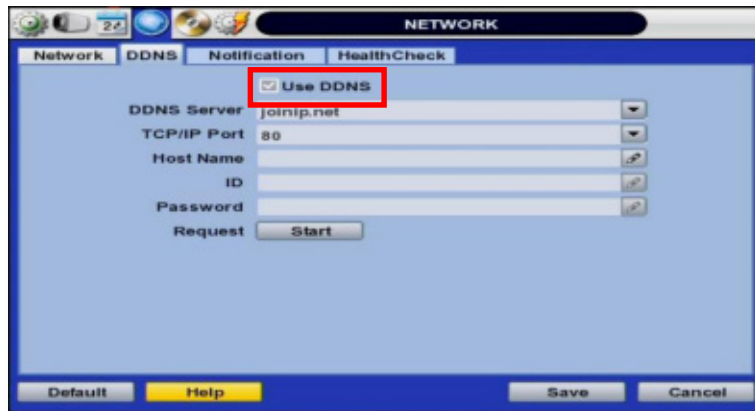 24
NETWORK
Network DDNS Notification HealthCheck
Use DDNS
DDNS Server joinip.net
TCP/IP Port 80
Host Name
ID
Password
Request Start
Default Help Save Cancel